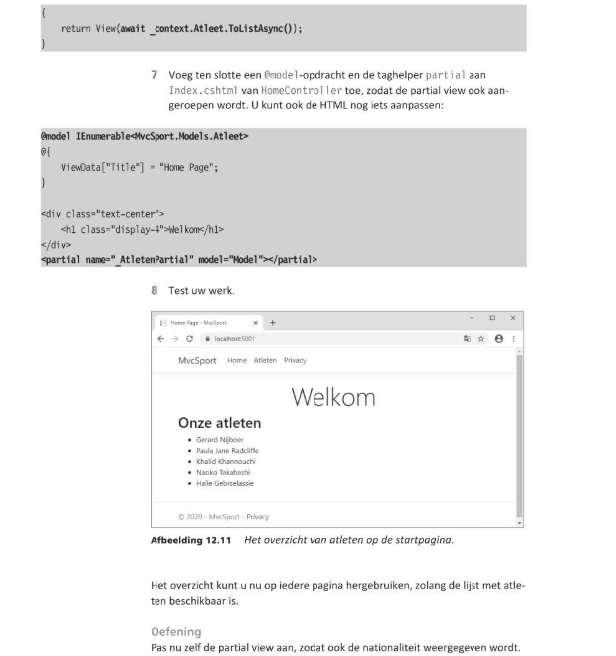 {
return View(await _context.Atleet.ToListAsync());
}
7 Voeg ten slotte een @model-opdracht en de taghelper partial aan
Index.cshtml van HomeController toe, zodat de partial view ook aan-
geroepen wordt. U kunt ook de HTML nog iets aanpassen:
@model IEnumerable<MvcSport.Models.Atleet>
@{
ViewData["Title"] = "Home Page";
}
<div class="text-center">
<h1 class="display-4">Welkom</h1>
</div>
<partial name="_AtletenPartial" model="Model"></partial>
8 Test uw werk.
Home Page - MvcSport
localhost:5001
MvcSport Home Atleten Privacy
Welkom
Onze atleten
• Gerard Nijboer
• Paula Jane Radcliffe
• Khalid Khannouchi
• Naoko Takahashi
• Haile Gebrselassie
© 2020 - MvcSport - Privacy
Afbeelding 12.11 Het overzicht van atleten op de startpagina.
Het overzicht kunt u nu op iedere pagina hergebruiken, zolang de lijst met atle-
ten beschikbaar is.
Oefening
Pas nu zelf de partial view aan, zodat ook de nationaliteit weergegeven wordt.